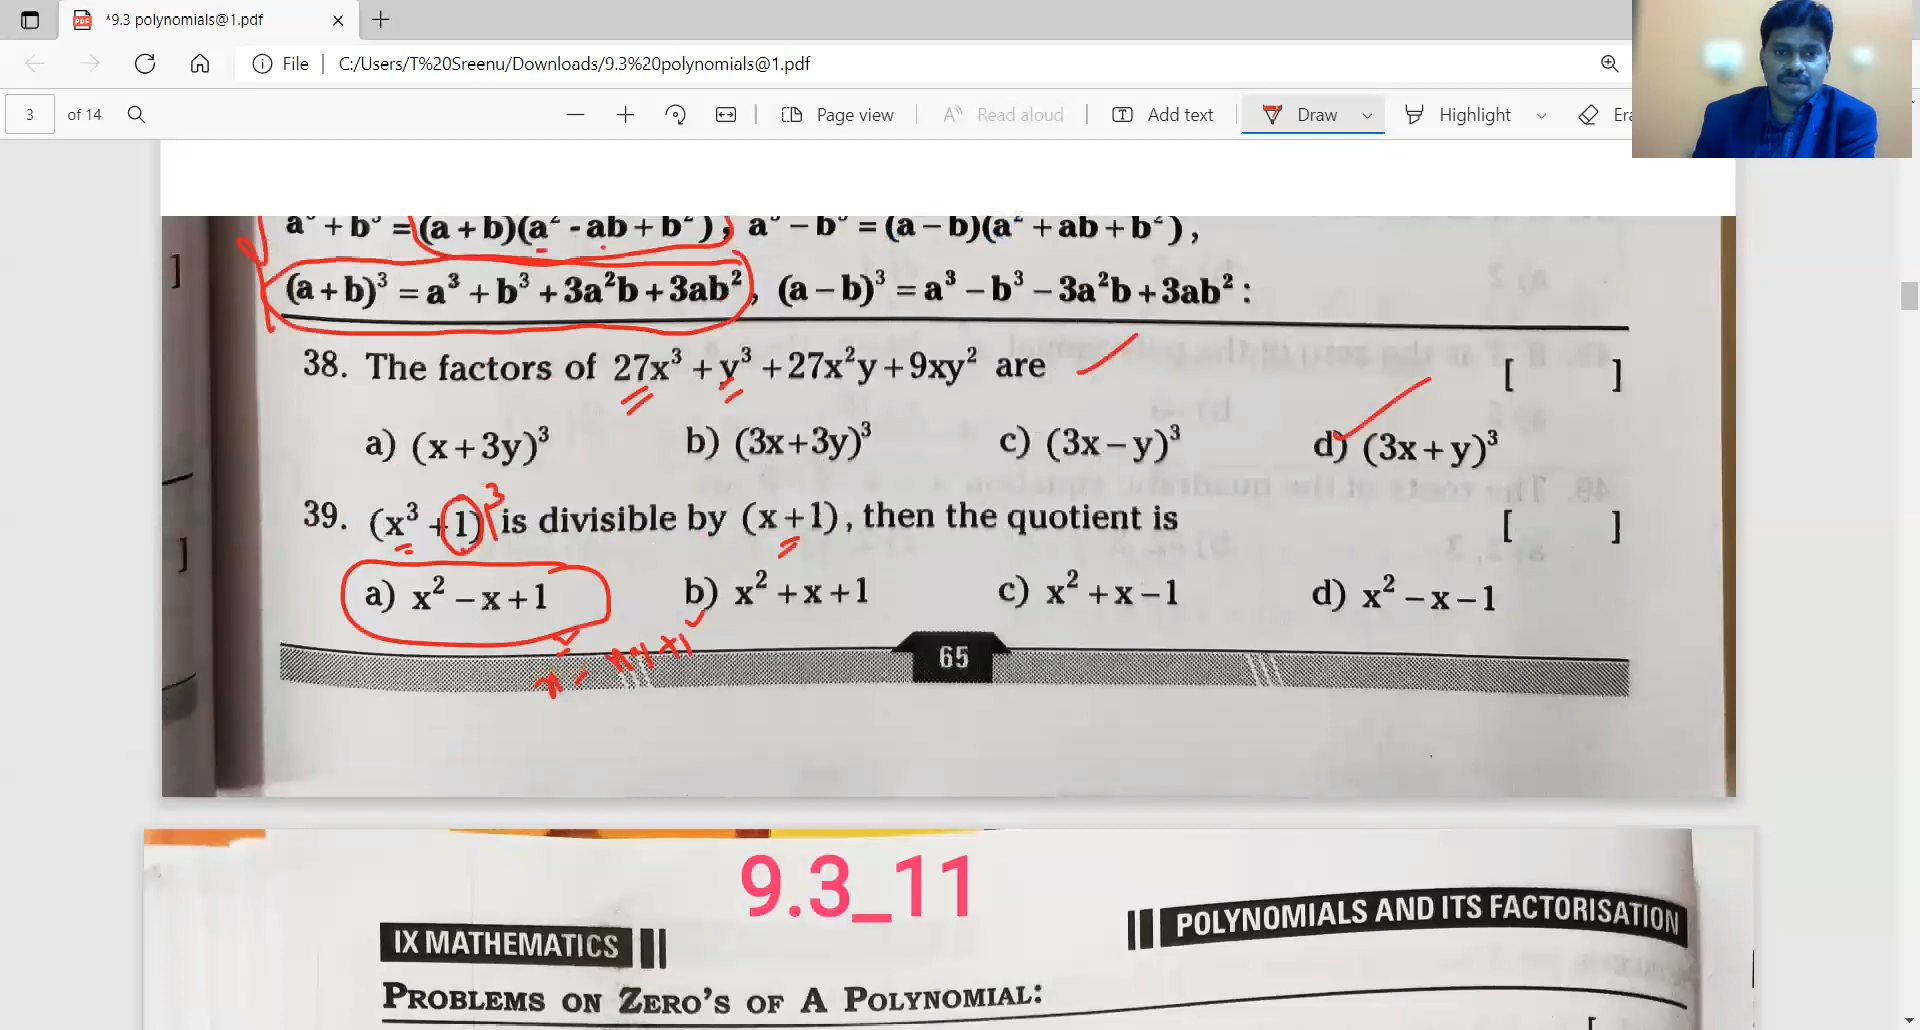 *9.3 polynomials@1.pdf
File C:/Users/T%20Sreenu/Downloads/9.3%20polynomials@1.pdf
3 of 14 Page view Read aloud Add text Draw Highlight
a³ + b³ = (a + b)(a² - ab + b²), a³ – b³ = (a – b)(a² + ab + b²),
(a + b)³ = a³ + b³ + 3a²b + 3ab², (a – b)³ = a³ – b³ – 3a²b + 3ab² :
38. The factors of 27x³ + y³ + 27x²y + 9xy² are [ ]
a) (x + 3y)³ b) (3x+3y)³ c) (3x – y)³ d) (3x + y)³
39. (x³ + 1)³ is divisible by (x + 1), then the quotient is [ ]
a) x² – x + 1 b) x² + x + 1 c) x² + x – 1 d) x² – x – 1
65
9.3_11
IX MATHEMATICS POLYNOMIALS AND ITS FACTORISATION
PROBLEMS ON ZERO'S OF A POLYNOMIAL: